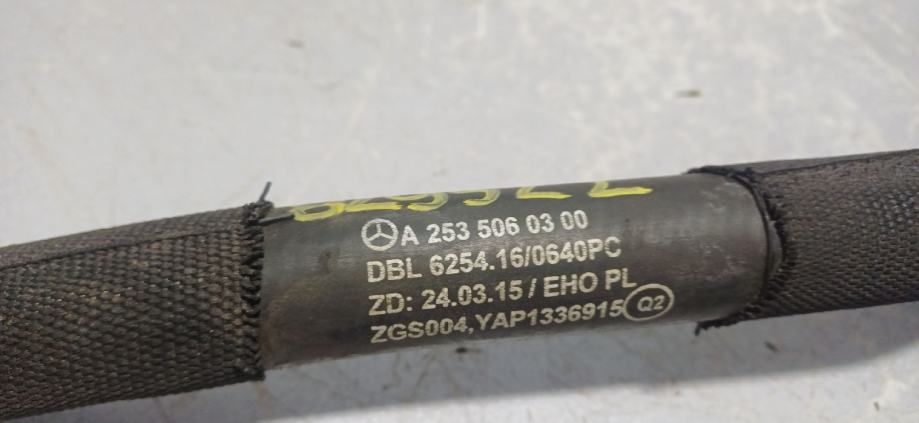 A 253 506 03 00
DBL 6254.16/0640PC
ZD: 24.03.15 / EHO PL
ZGS004,YAP1336915 Q2